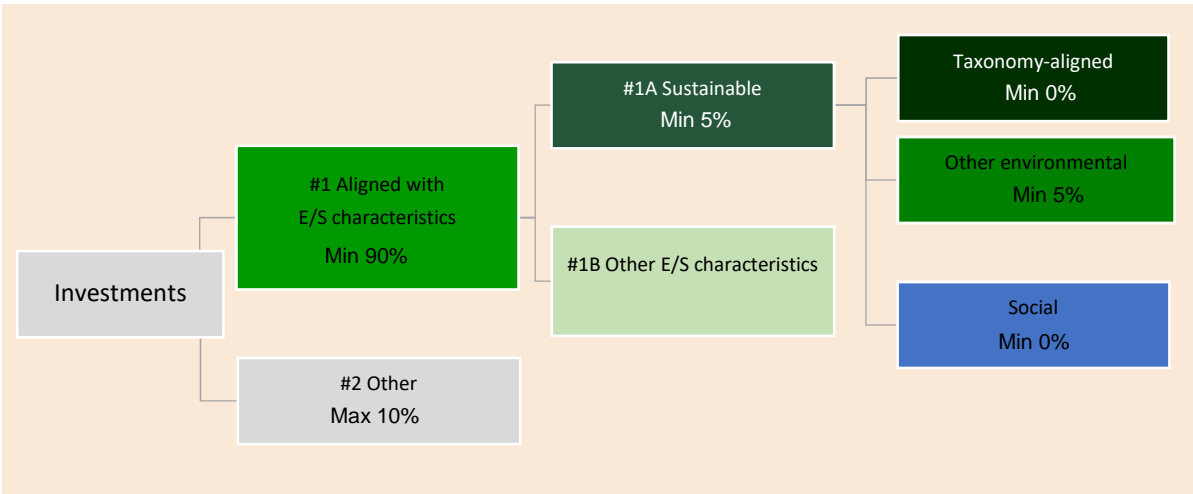 Investments
#1 Aligned with
E/S characteristics
Min 90%
#2 Other
Max 10%
#1A Sustainable
Min 5%
#1B Other E/S characteristics
Taxonomy-aligned
Min 0%
Other environmental
Min 5%
Social
Min 0%